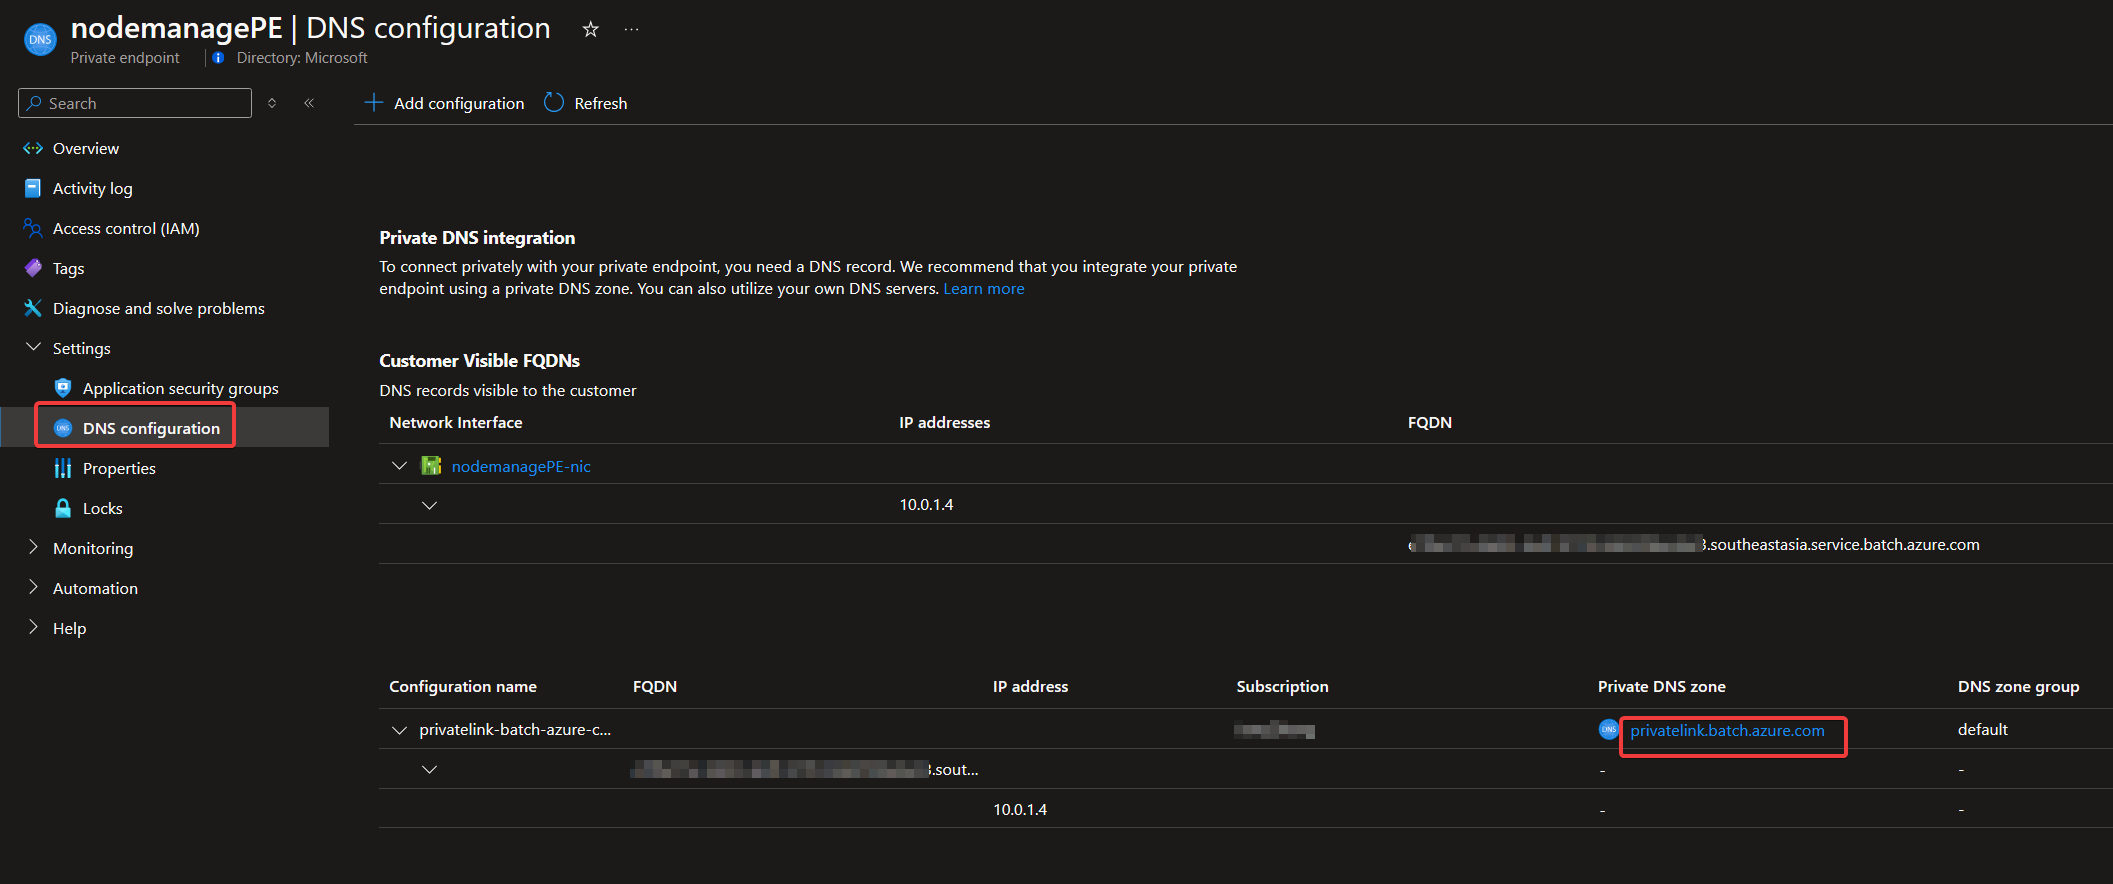 nodemanagePE | DNS configuration
Private endpoint
Directory: Microsoft
Search
Add configuration
Refresh
Overview
Activity log
Access control (IAM)
Tags
Diagnose and solve problems
Settings
Application security groups
DNS configuration
Properties
Locks
Monitoring
Automation
Help
Private DNS integration
To connect privately with your private endpoint, you need a DNS record. We recommend that you integrate your private
endpoint using a private DNS zone. You can also utilize your own DNS servers. Learn more
Customer Visible FQDNs
DNS records visible to the customer
Network Interface IP addresses FQDN
nodemanagePE-nic
10.0.1.4
.southeastasia.service.batch.azure.com
Configuration name FQDN IP address Subscription Private DNS zone DNS zone group
privatelink-batch-azure-c... DNS privatelink.batch.azure.com default
.sout... - -
10.0.1.4 - -